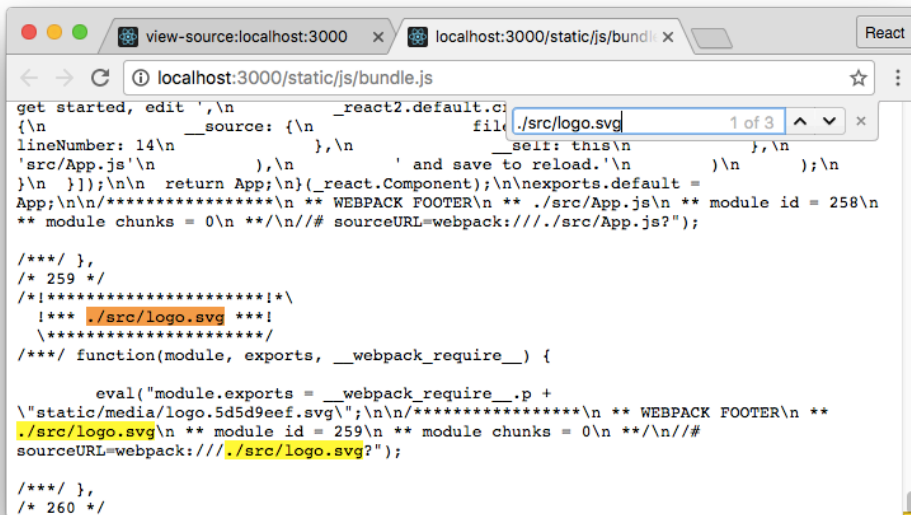 view-source:localhost:3000
localhost:3000/static/js/bundl
React
localhost:3000/static/js/bundle.js
./src/logo.svg 1 of 3
get started, edit ',\n _react2.default.c
{\n __source: {\n file
lineNumber: 14\n },\n __self: this\n },\n
'src/App.js'\n ),\n ' and save to reload.'\n )\n );\n
}\n }]);\n\n return App;\n}(_react.Component);\n\nexports.default =
App;\n\n/*****************\n ** WEBPACK FOOTER\n ** ./src/App.js\n ** module id = 258\n
** module chunks = 0\n **/\n//# sourceURL=webpack:///./src/App.js?");
/***/ },
/* 259 */
/*!**********************!*\
!*** ./src/logo.svg ***!
\**********************/
/***/ function(module, exports, __webpack_require__) {
eval("module.exports = __webpack_require__.p +
\"static/media/logo.5d5d9eef.svg\";\n\n/*****************\n ** WEBPACK FOOTER\n **
./src/logo.svg\n ** module id = 259\n ** module chunks = 0\n **/\n//#
sourceURL=webpack:///./src/logo.svg?");
/***/ },
/* 260 */